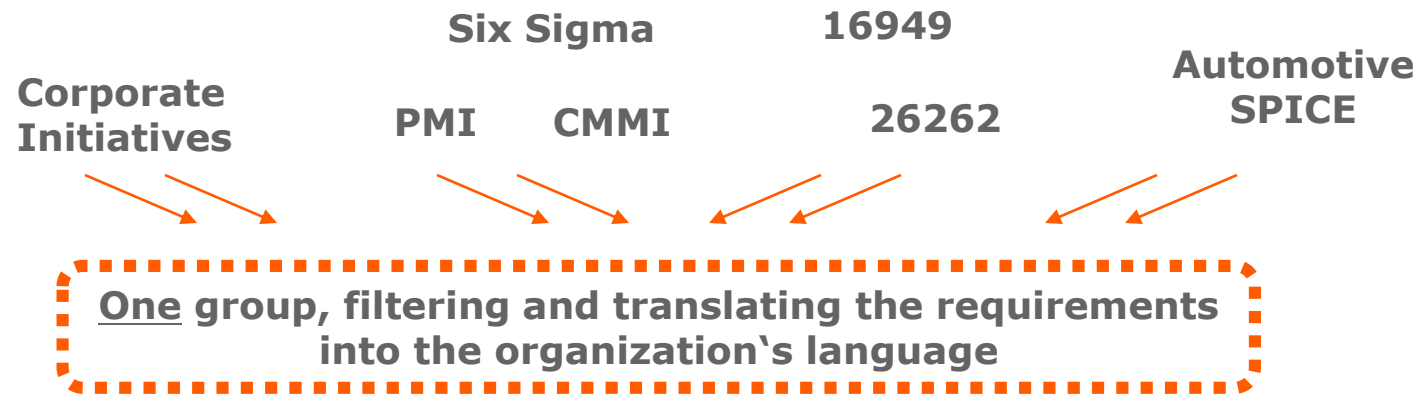 Six Sigma
16949
Automotive
SPICE
Corporate
Initiatives
PMI
CMMI
26262
One group, filtering and translating the requirements
into the organization‘s language